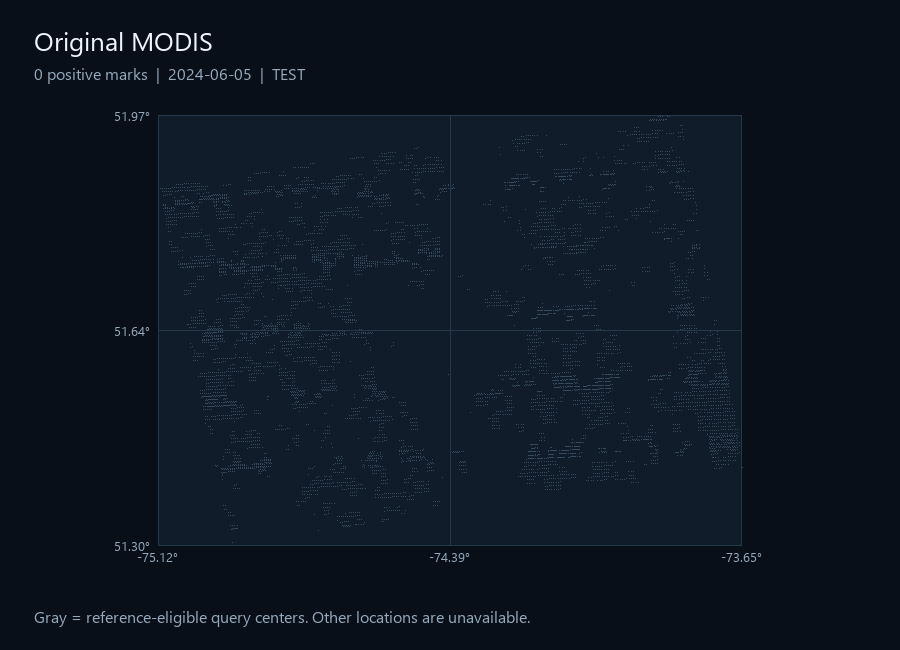 Original MODIS
0 positive marks | 2024-06-05 | TEST
51.97°
51.64°
51.30°
-75.12°
-74.39°
-73.65°
Gray = reference-eligible query centers. Other locations are unavailable.